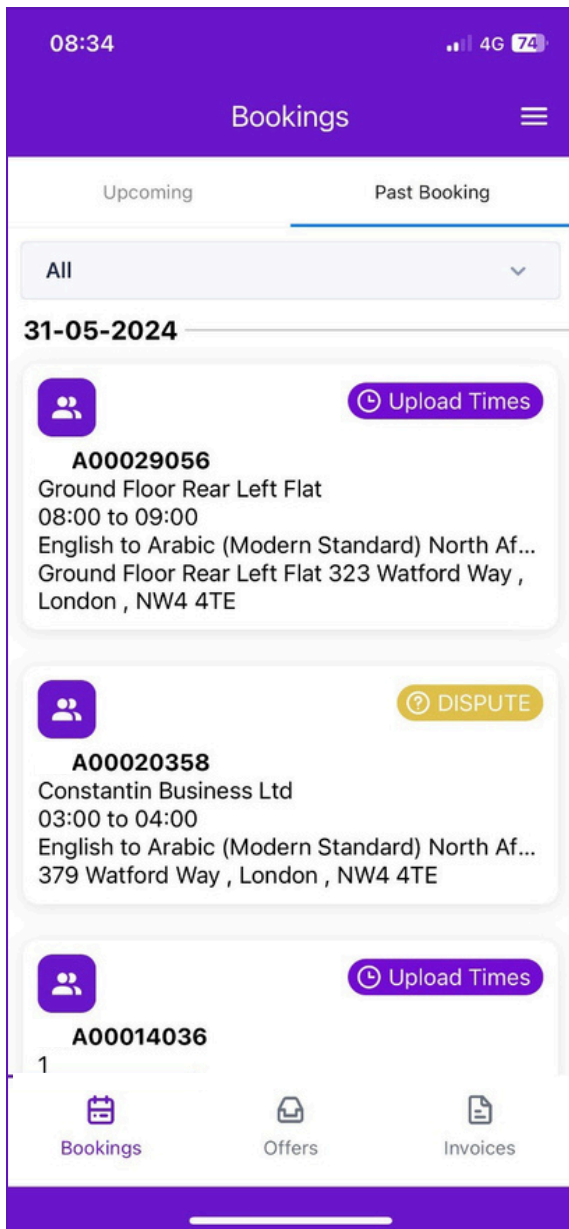 08:34 4G 74
Bookings
Upcoming Past Booking
All
31-05-2024
Upload Times
A00029056
Ground Floor Rear Left Flat
08:00 to 09:00
English to Arabic (Modern Standard) North Af...
Ground Floor Rear Left Flat 323 Watford Way ,
London , NW4 4TE
DISPUTE
A00020358
Constantin Business Ltd
03:00 to 04:00
English to Arabic (Modern Standard) North Af...
379 Watford Way , London , NW4 4TE
Upload Times
A00014036
1
Bookings Offers Invoices